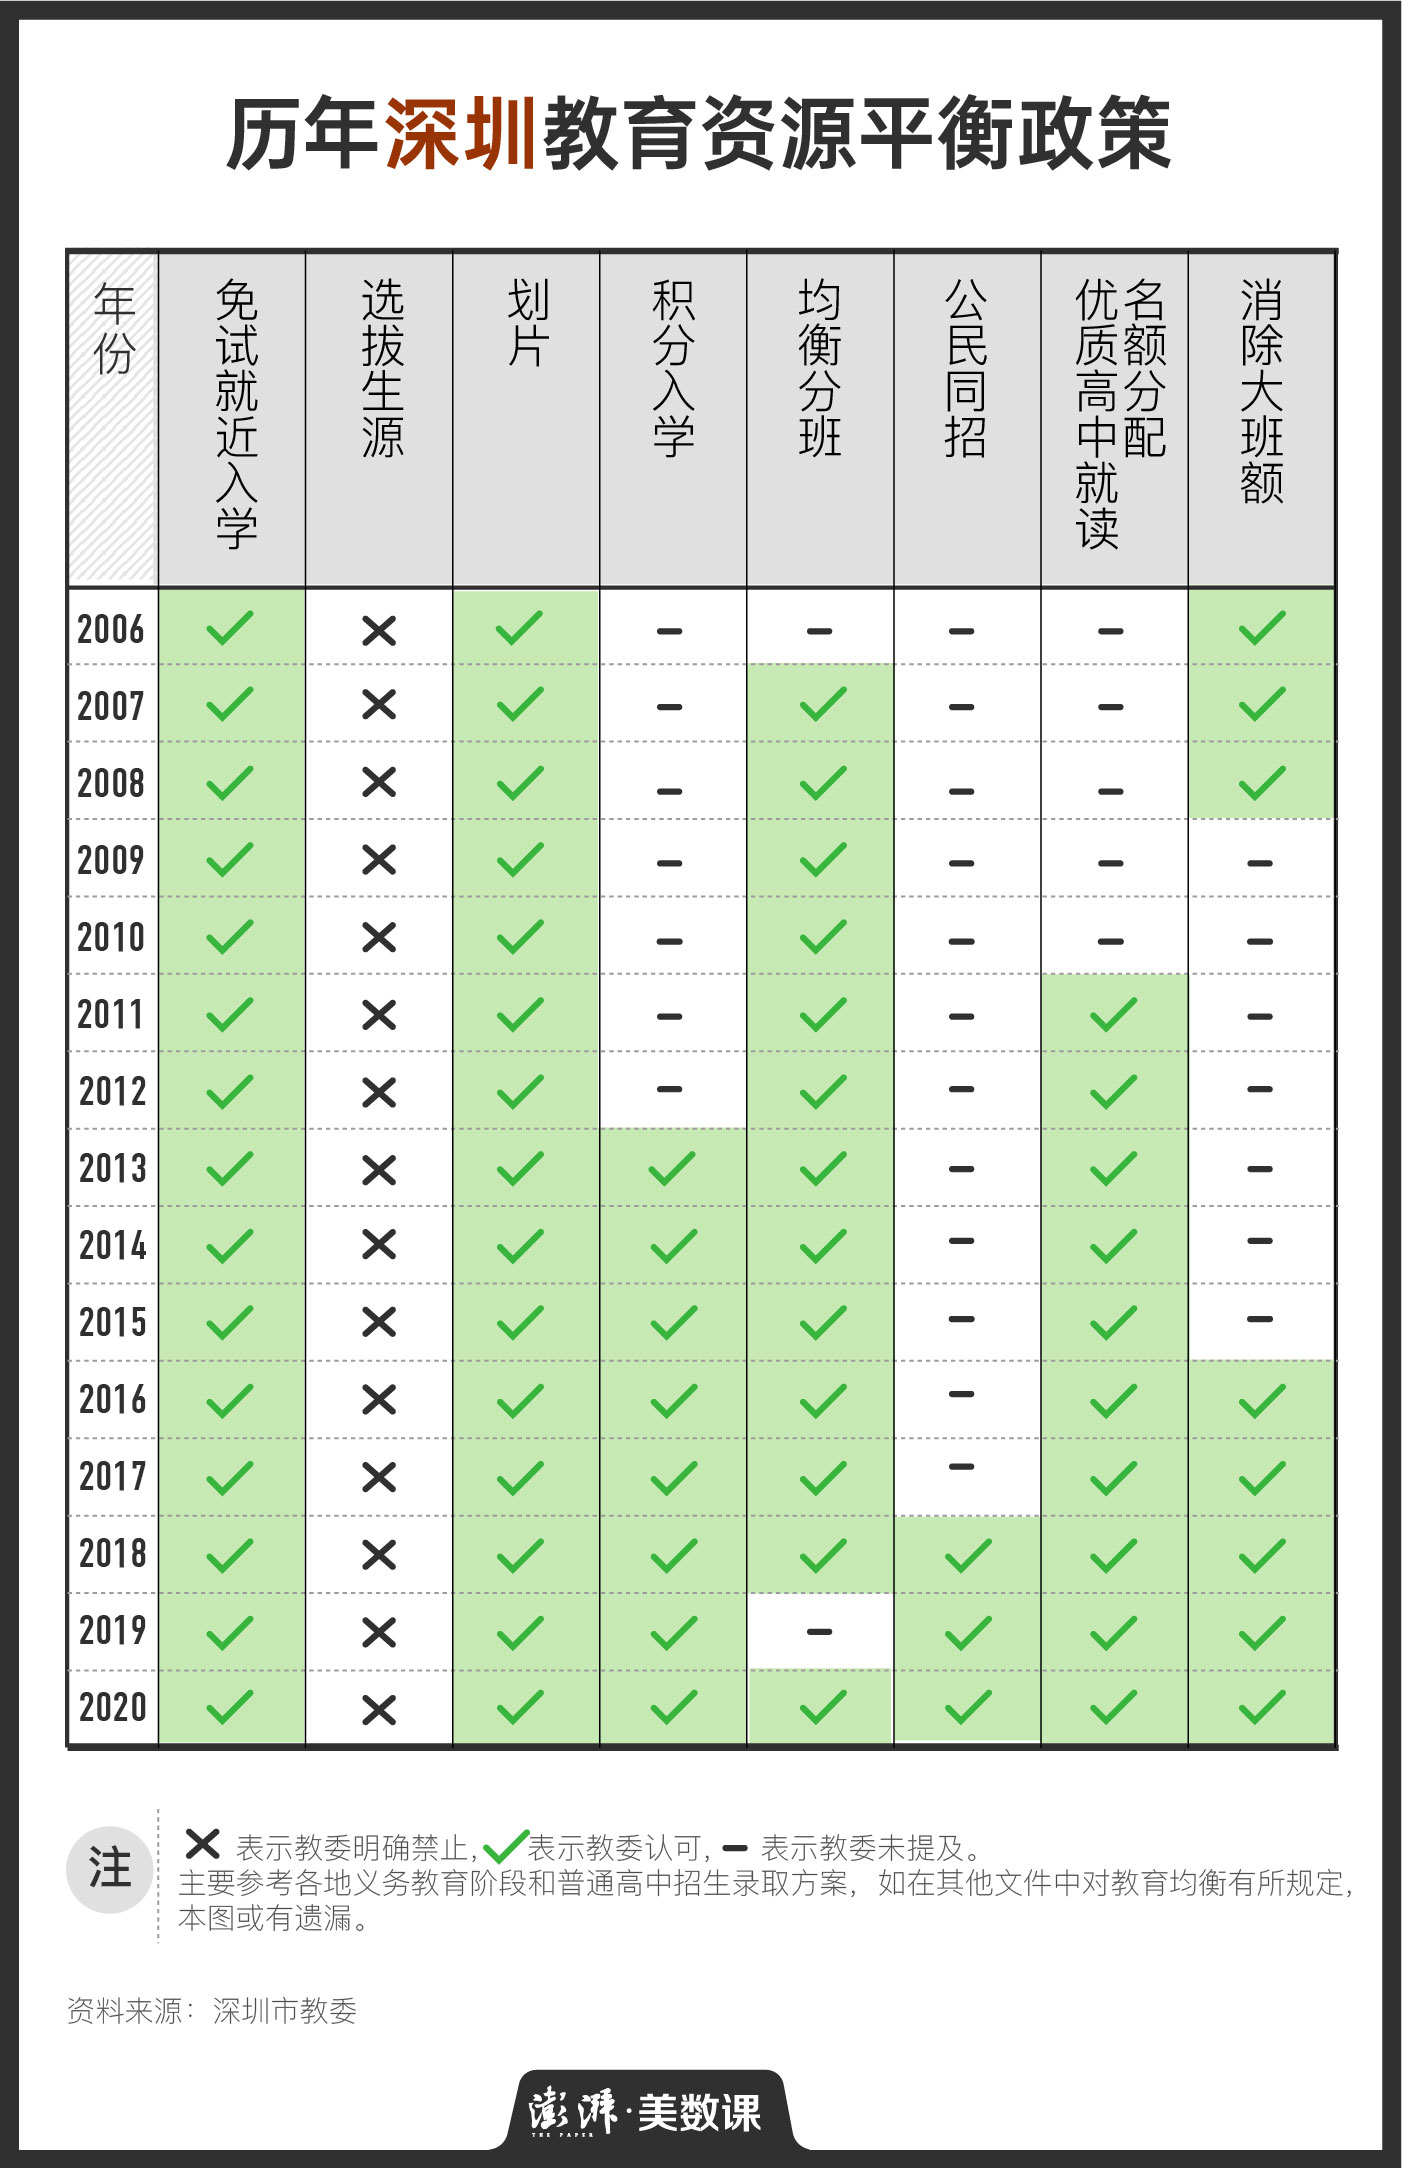 历年深圳教育资源平衡政策
年份 免试就近入学 选拔生源 划片 积分入学 均衡分班 公民同招 优质高中就读名额分配 消除大班额
2006 ✓ ✕ ✓ － － － － ✓
2007 ✓ ✕ ✓ － ✓ － － ✓
2008 ✓ ✕ ✓ － ✓ － － ✓
2009 ✓ ✕ ✓ － ✓ － － －
2010 ✓ ✕ ✓ － ✓ － － －
2011 ✓ ✕ ✓ － ✓ － ✓ －
2012 ✓ ✕ ✓ － ✓ － ✓ －
2013 ✓ ✕ ✓ ✓ ✓ － ✓ －
2014 ✓ ✕ ✓ ✓ ✓ － ✓ －
2015 ✓ ✕ ✓ ✓ ✓ － ✓ －
2016 ✓ ✕ ✓ ✓ ✓ － ✓ ✓
2017 ✓ ✕ ✓ ✓ ✓ － ✓ ✓
2018 ✓ ✕ ✓ ✓ ✓ ✓ ✓ ✓
2019 ✓ ✕ ✓ ✓ － ✓ ✓ ✓
2020 ✓ ✕ ✓ ✓ ✓ ✓ ✓ ✓
注
✕ 表示教委明确禁止，✓表示教委认可，－ 表示教委未提及。
主要参考各地义务教育阶段和普通高中招生录取方案，如在其他文件中对教育均衡有所规定，
本图或有遗漏。
资料来源：深圳市教委
澎湃·美数课
THE PAPER